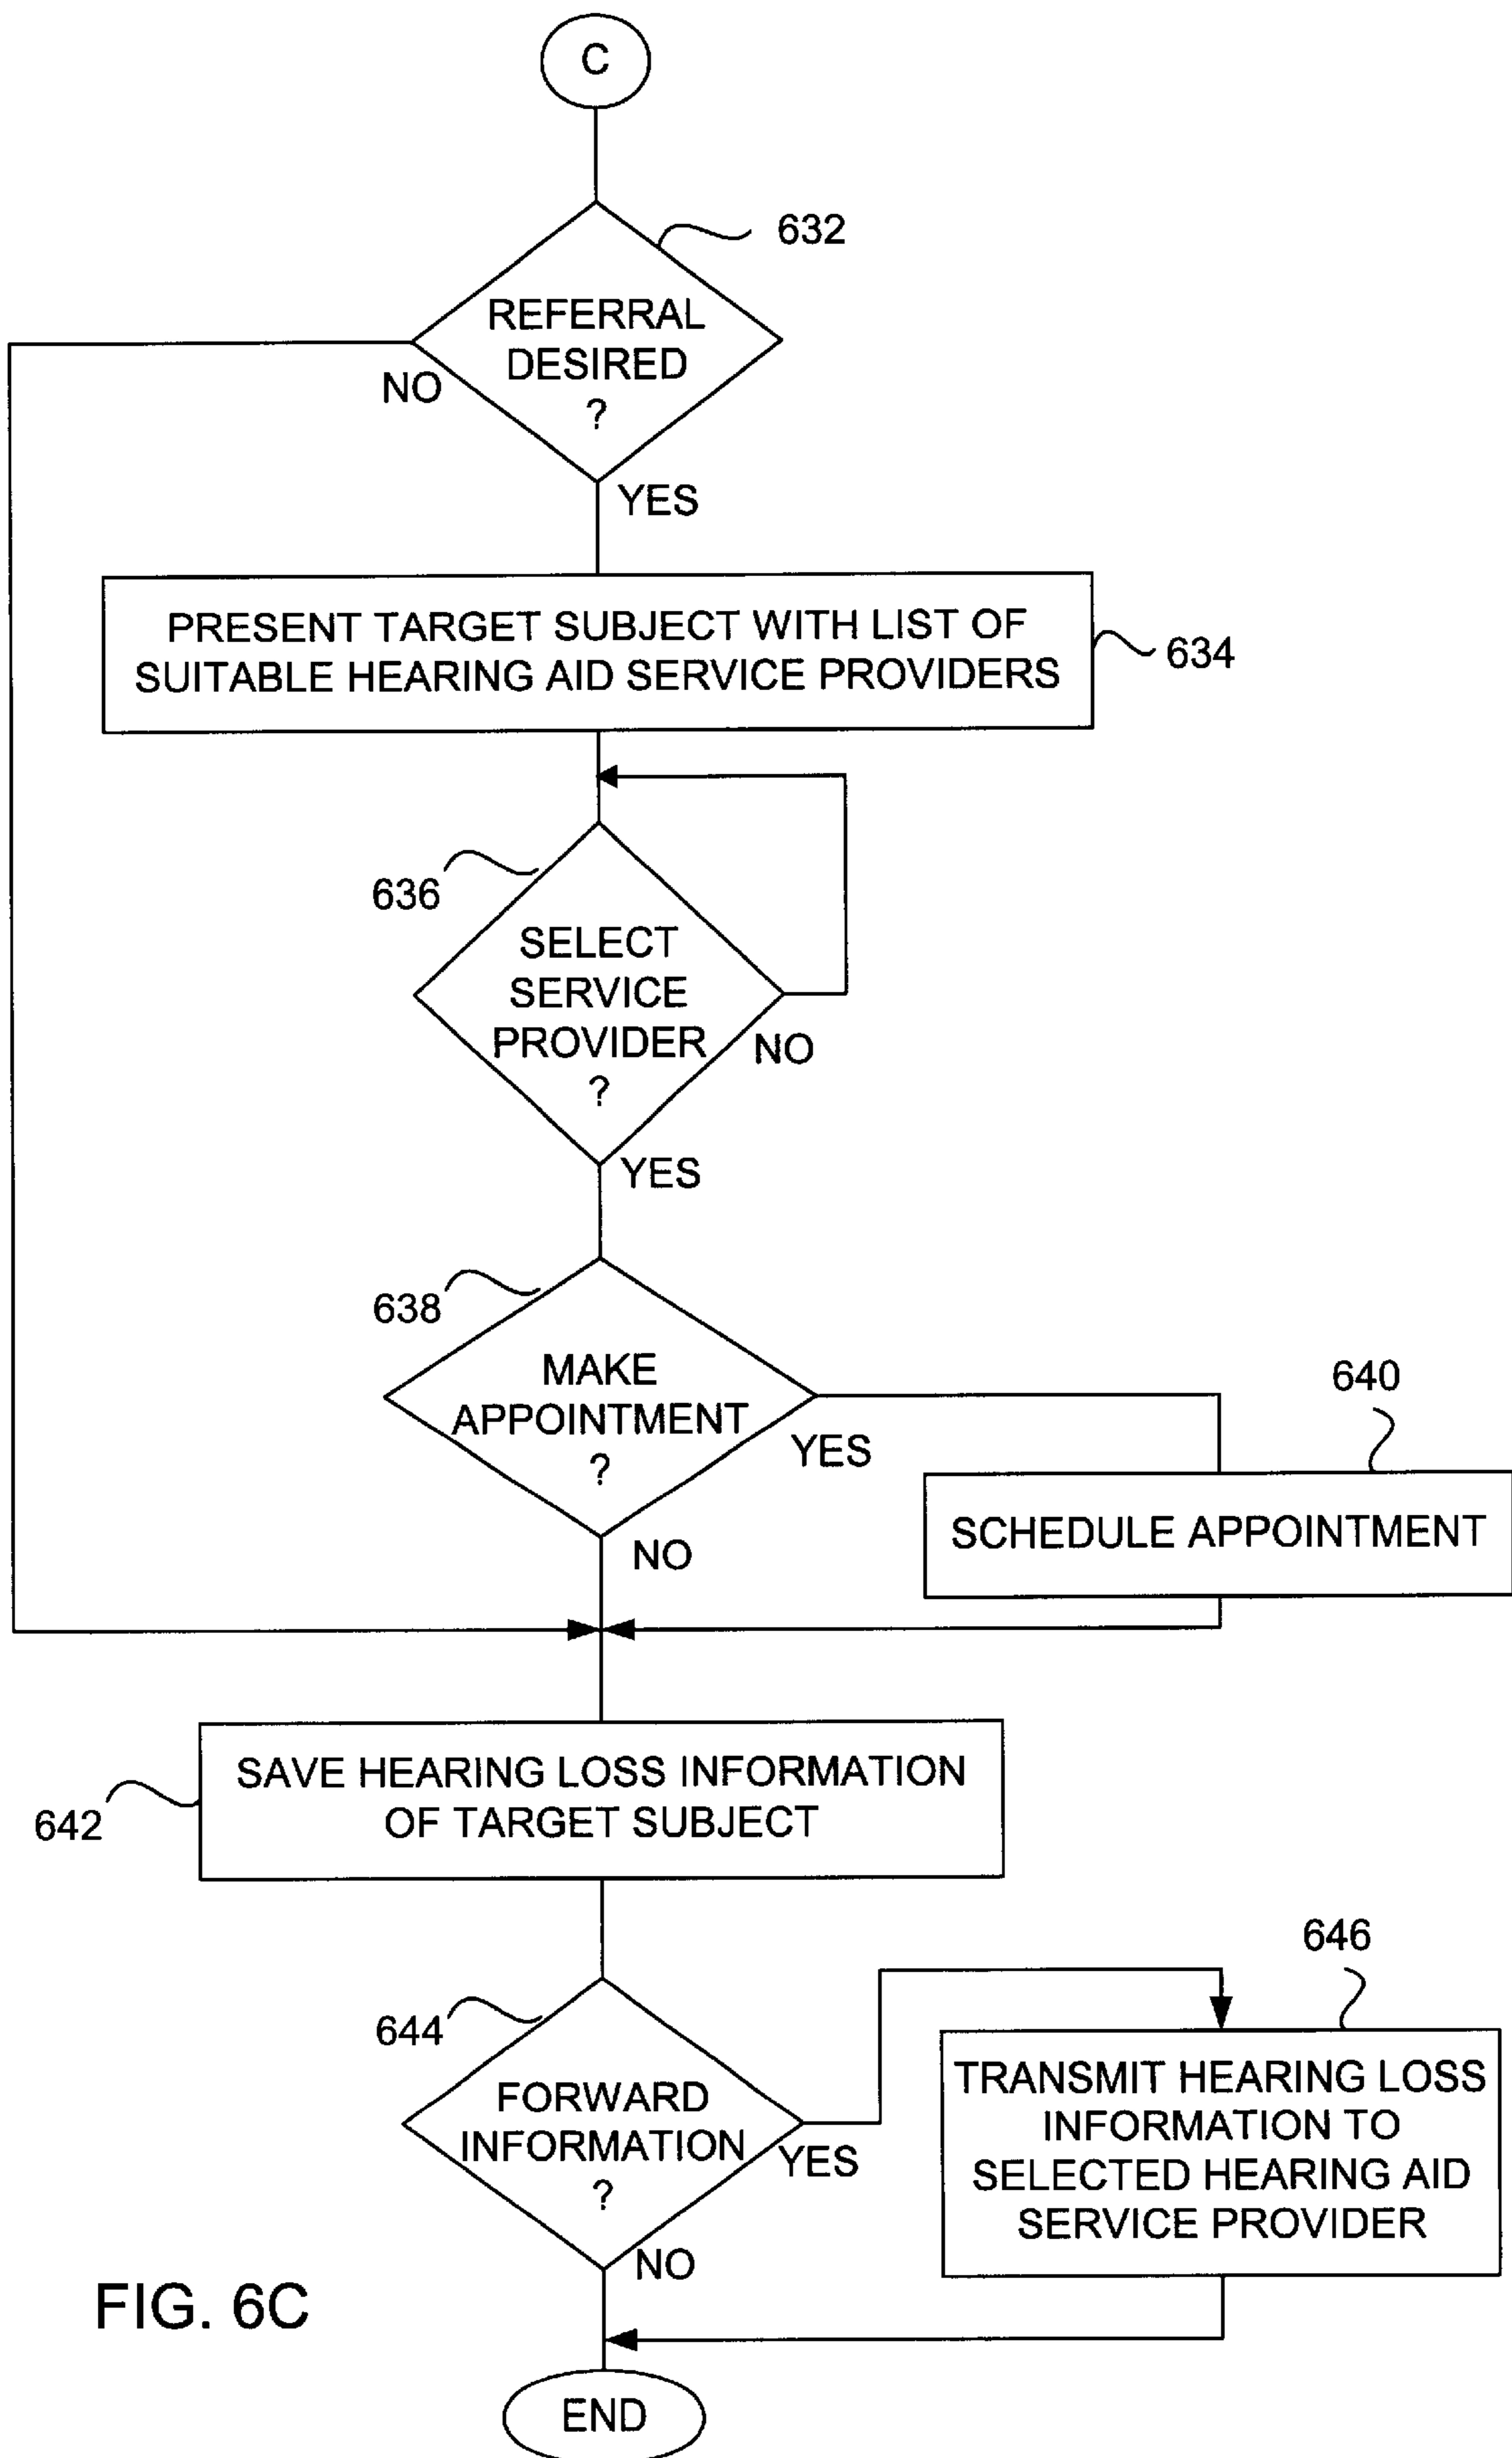 C
632
REFERRAL
DESIRED
?
NO
YES
PRESENT TARGET SUBJECT WITH LIST OF
SUITABLE HEARING AID SERVICE PROVIDERS
634
636
SELECT
SERVICE
PROVIDER
?
NO
YES
638
MAKE
APPOINTMENT
?
YES
NO
640
SCHEDULE APPOINTMENT
SAVE HEARING LOSS INFORMATION
OF TARGET SUBJECT
642
644
FORWARD
INFORMATION
?
YES
NO
646
TRANSMIT HEARING LOSS
INFORMATION TO
SELECTED HEARING AID
SERVICE PROVIDER
FIG. 6C
END